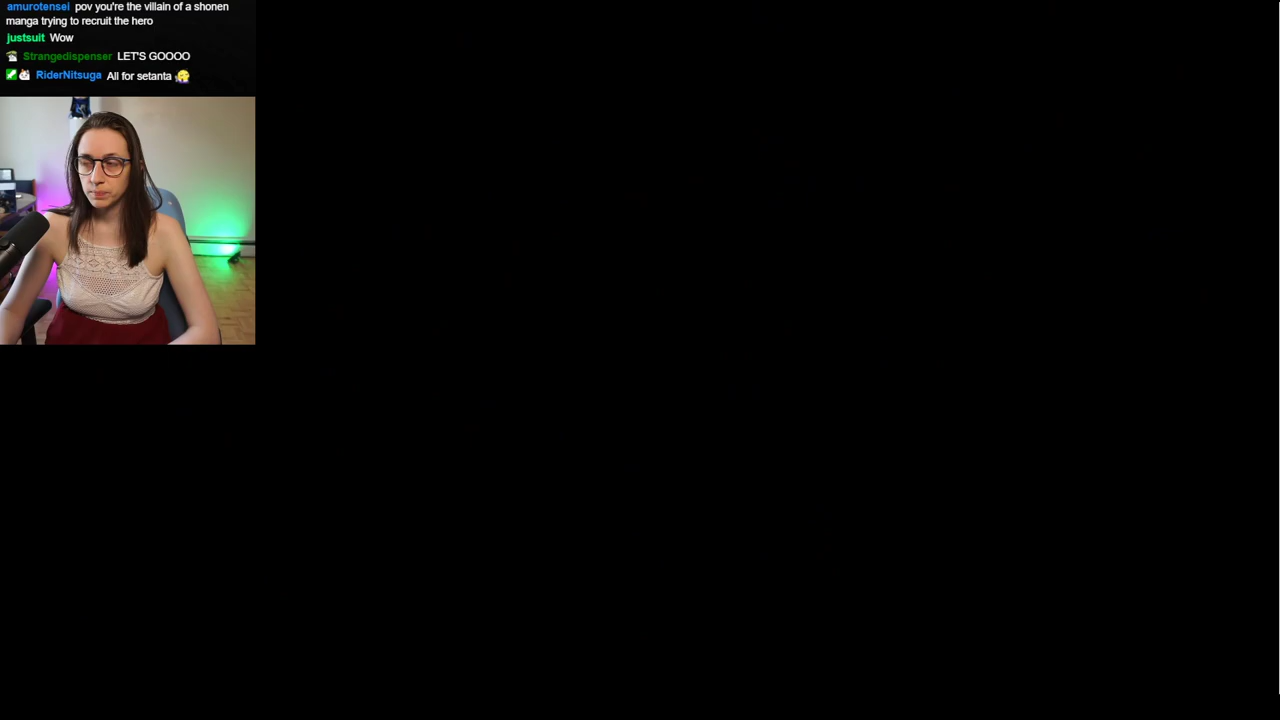 amurotensei pov you're the villain of a shonen
manga trying to recruit the hero
justsuit Wow
Strangedispenser LET'S GOOOO
RiderNitsuga All for setanta